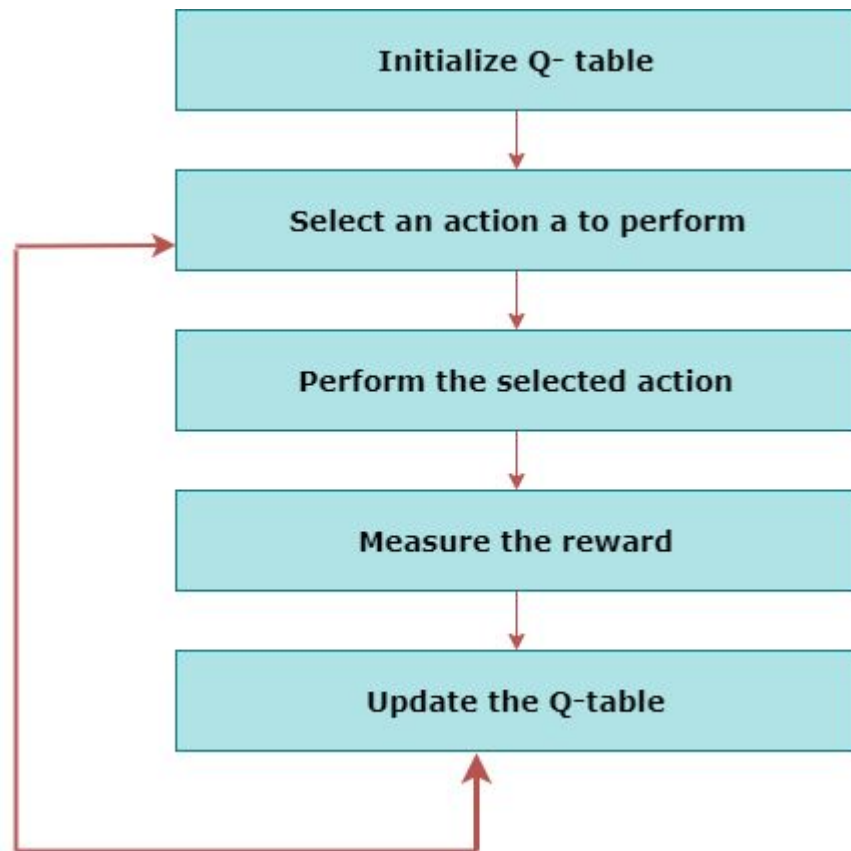 Initialize Q- table
Select an action a to perform
Perform the selected action
Measure the reward
Update the Q-table